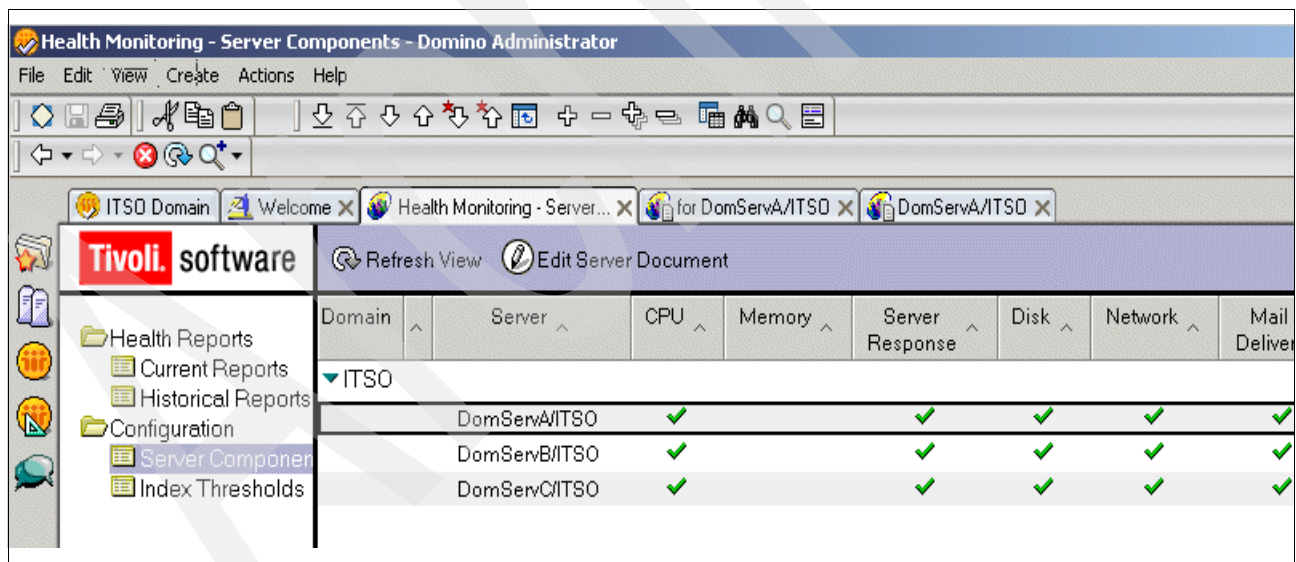 Health Monitoring - Server Components - Domino Administrator
File Edit View Create Actions Help
ITSO Domain Welcome Health Monitoring - Server... for DomServA/ITSO DomServA/ITSO
Tivoli. software
Refresh View Edit Server Document
Health Reports
Current Reports
Historical Reports
Configuration
Server Componen
Index Thresholds
Domain Server CPU Memory Server Response Disk Network Mail Deliver
ITSO
DomServA/ITSO
DomServB/ITSO
DomServC/ITSO